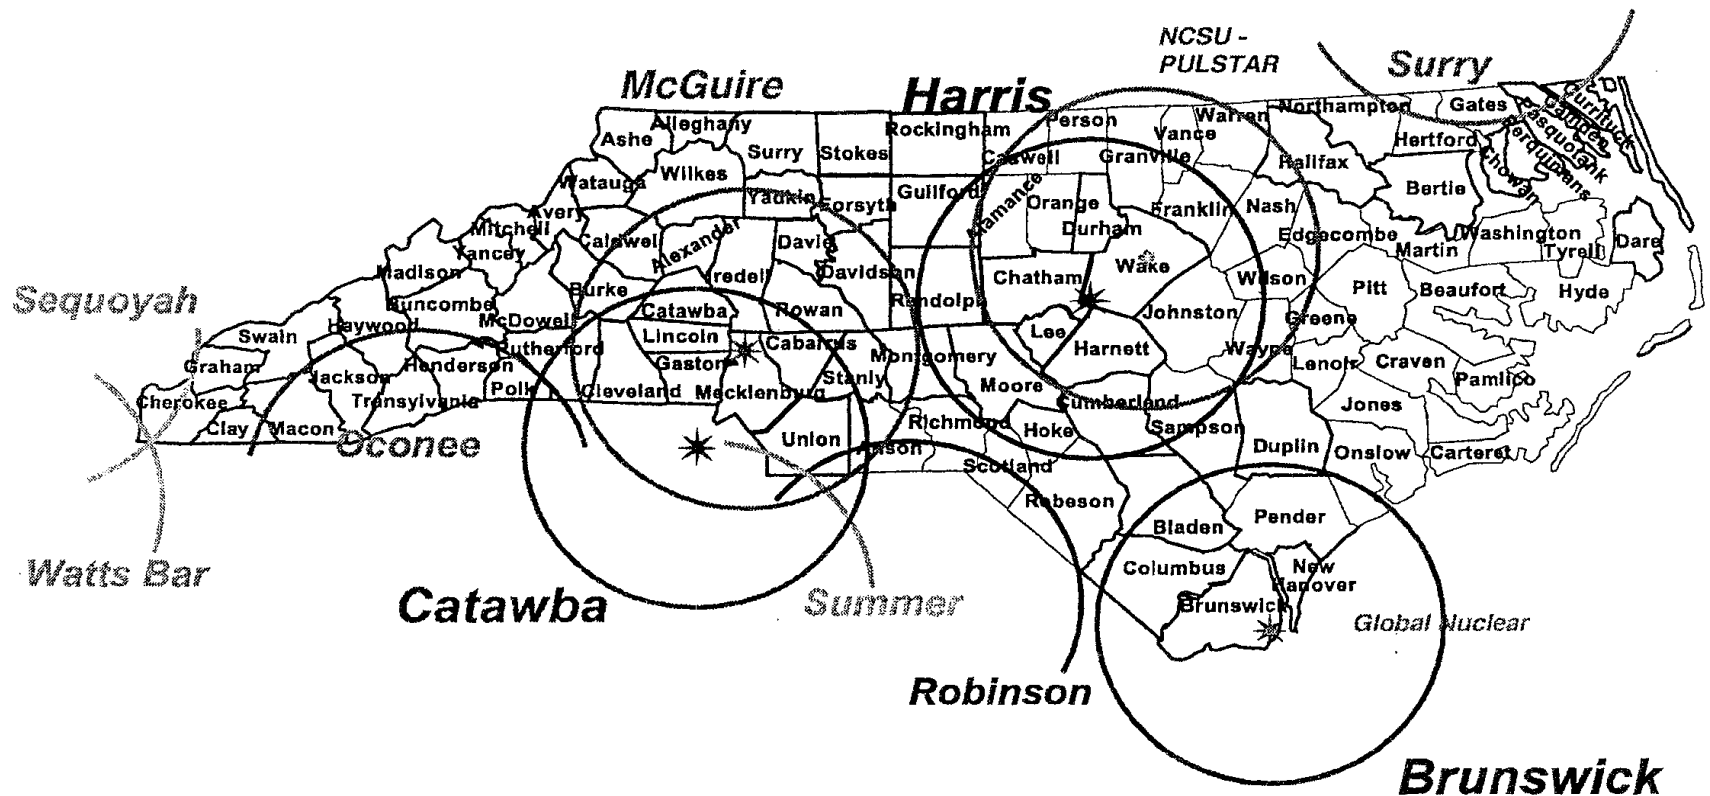 NCSU -
PULSTAR
Surry
McGuire
Harris
Northampton
Gates
Currituck
Camden
Pasquotank
Perquimans
Chowan
Ashe
Alleghany
Surry
Stokes
Rockingham
Caswell
Person
Granville
Vance
Warren
Halifax
Hertford
Bertie
Watauga
Wilkes
Yadkin
Forsyth
Guilford
Alamance
Orange
Durham
Franklin
Nash
Edgecombe
Martin
Washington
Tyrell
Dare
Mitchell
Avery
Yancey
Caldwell
Alexander
Iredell
Davie
Davidson
Randolph
Chatham
Wake
Wilson
Pitt
Beaufort
Hyde
Sequoyah
Madison
Buncombe
McDowell
Burke
Catawba
Rowan
Johnston
Greene
Swain
Haywood
Rutherford
Lincoln
Cabarrus
Montgomery
Lee
Harnett
Wayne
Lenoir
Craven
Pamlico
Graham
Jackson
Henderson
Polk
Cleveland
Gaston
Mecklenburg
Stanly
Moore
Cherokee
Transylvania
Clay
Macon
Oconee
Union
Anson
Richmond
Hoke
Cumberland
Sampson
Jones
Duplin
Onslow
Carteret
Scotland
Robeson
Bladen
Pender
Watts Bar
Columbus
New
Hanover
Brunswick
Catawba
Summer
Global Nuclear
Robinson
Brunswick